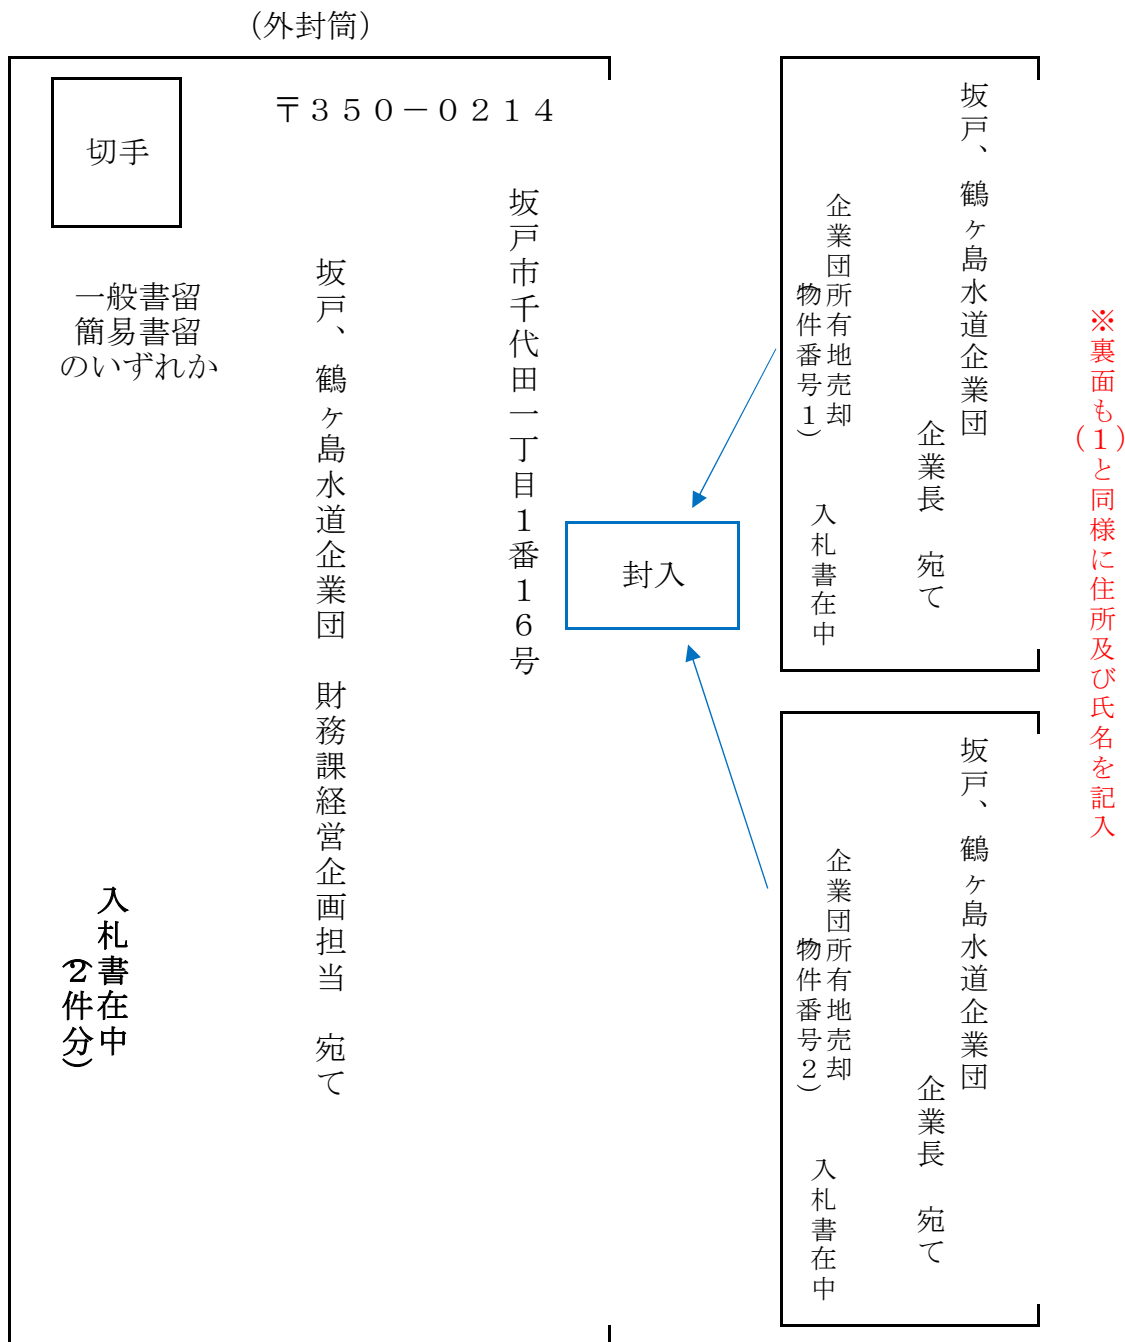 (外封筒)
切手
〒３５０－０２１４
坂戸市千代田一丁目１番１６号
坂戸、鶴ヶ島水道企業団　財務課経営企画担当　宛て
一般書留
簡易書留
のいずれか
入札書在中
(２件分)
封入
坂戸、鶴ヶ島水道企業団
企業長　宛て
企業団所有地売却
(物件番号１)
入札書在中
坂戸、鶴ヶ島水道企業団
企業長　宛て
企業団所有地売却
(物件番号２)
入札書在中
※裏面も(１)と同様に住所及び氏名を記入